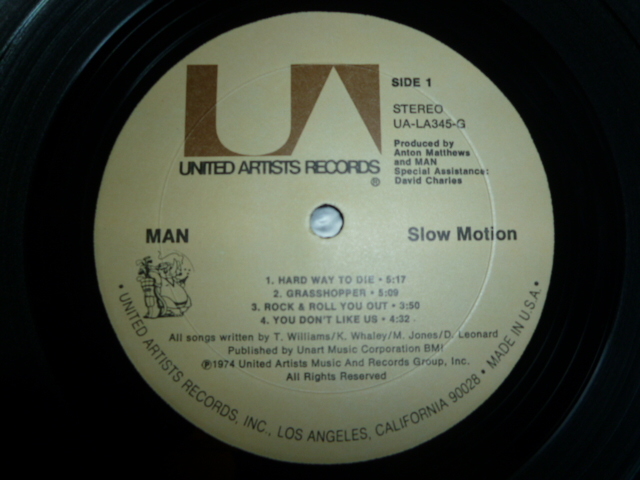 UA
UNITED ARTISTS RECORDS
®
SIDE 1
STEREO
UA-LA345-G
Produced by
Anton Matthews
and MAN
Special Assistance:
David Charles
MAN
Slow Motion
1. HARD WAY TO DIE • 5:17
2. GRASSHOPPER • 5:09
3. ROCK & ROLL YOU OUT • 3:50
4. YOU DON'T LIKE US • 4:32
All songs written by T. Williams/K. Whaley/M. Jones/D. Leonard
Published by Unart Music Corporation BMI
℗1974 United Artists Music And Records Group, Inc.
All Rights Reserved
• UNITED ARTISTS RECORDS, INC., LOS ANGELES, CALIFORNIA 90028 • MADE IN U.S.A. •